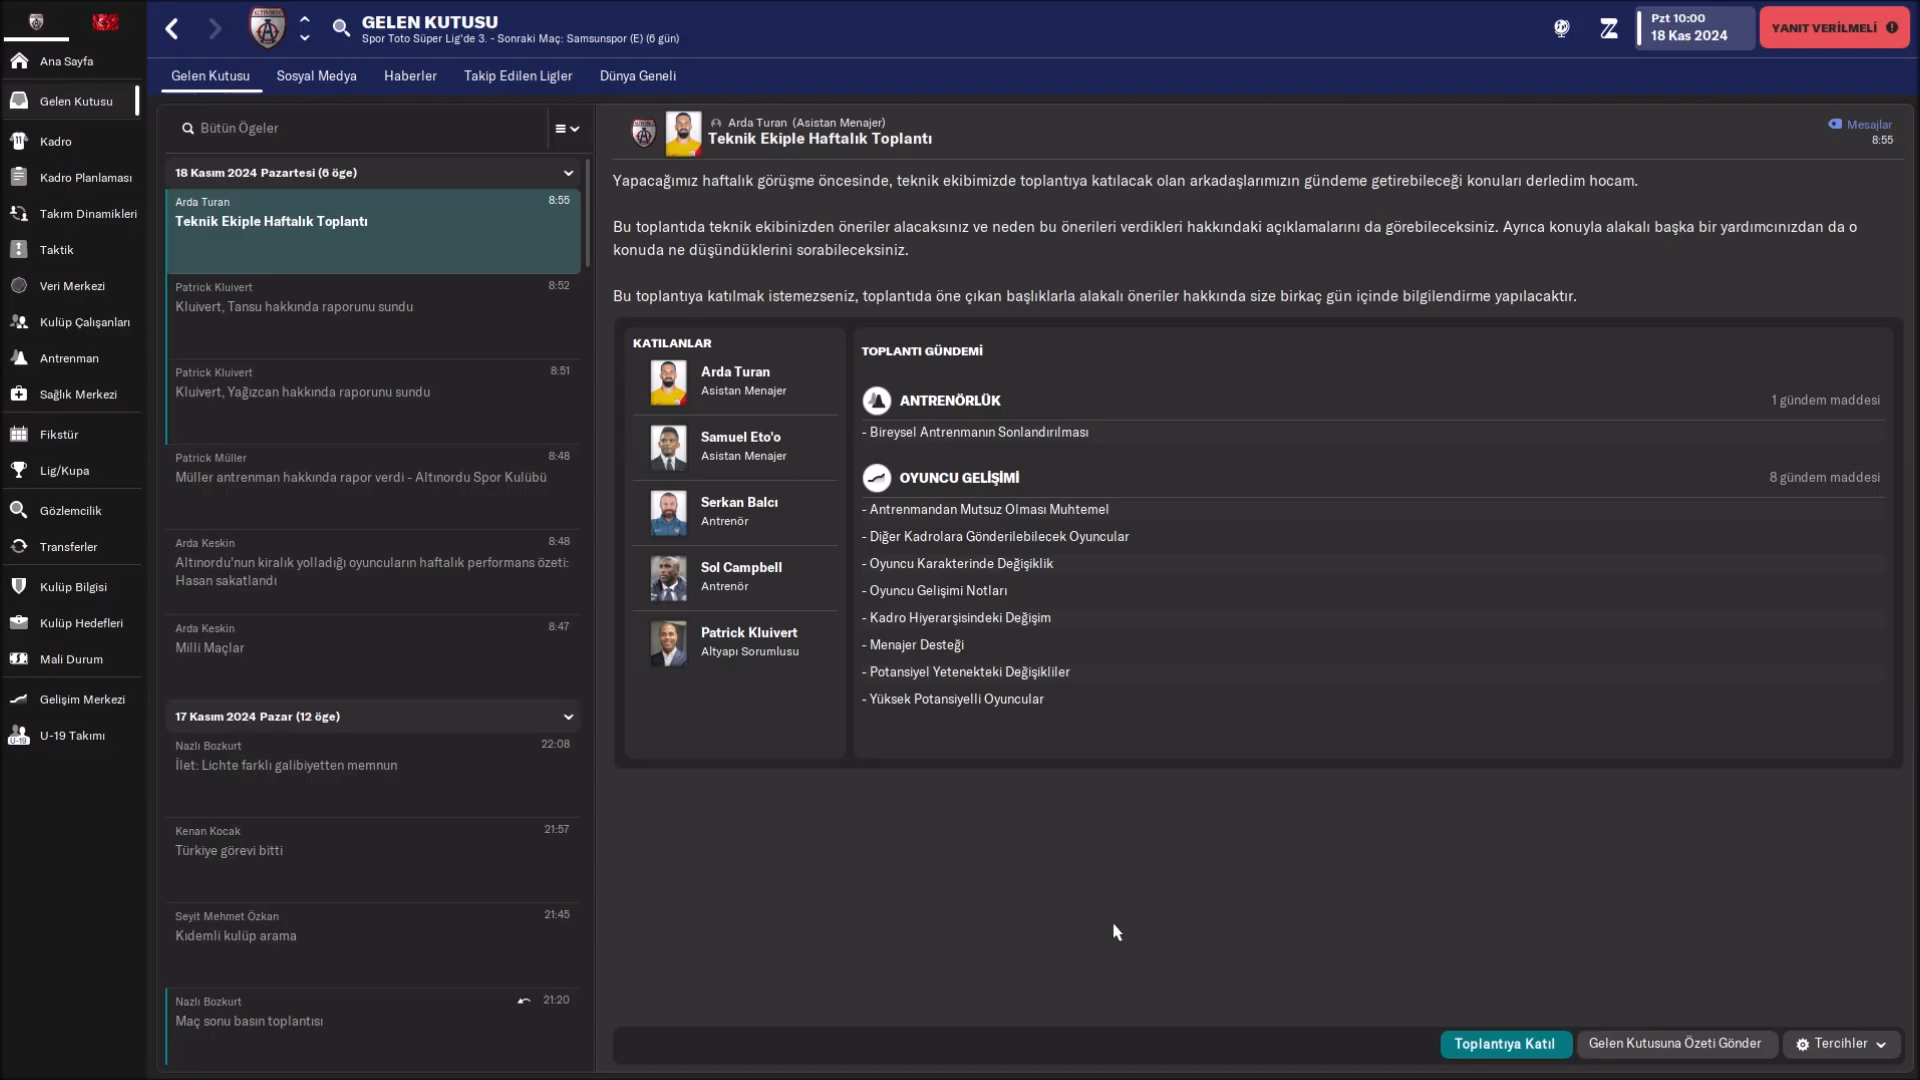 GELEN KUTUSU
Spor Toto Süper Lig'de 3. - Sonraki Maç: Samsunspor (E) (6 gün)
Pzt 10:00
18 Kas 2024
YANIT VERİLMELİ
Gelen Kutusu
Sosyal Medya
Haberler
Takip Edilen Ligler
Dünya Geneli
Ana Sayfa
Gelen Kutusu
Kadro
Kadro Planlaması
Takım Dinamikleri
Taktik
Veri Merkezi
Kulüp Çalışanları
Antrenman
Sağlık Merkezi
Fikstür
Lig/Kupa
Gözlemcilik
Transferler
Kulüp Bilgisi
Kulüp Hedefleri
Mali Durum
Gelişim Merkezi
U-19 Takımı
Bütün Ögeler
18 Kasım 2024 Pazartesi (6 öge)
Arda Turan
8:55
Teknik Ekiple Haftalık Toplantı
Patrick Kluivert
8:52
Kluivert, Tansu hakkında raporunu sundu
Patrick Kluivert
8:51
Kluivert, Yağızcan hakkında raporunu sundu
Patrick Müller
8:48
Müller antrenman hakkında rapor verdi - Altınordu Spor Kulübü
Arda Keskin
8:48
Altınordu'nun kiralık yolladığı oyuncuların haftalık performans özeti:
Hasan sakatlandı
Arda Keskin
8:47
Milli Maçlar
17 Kasım 2024 Pazar (12 öge)
Nazlı Bozkurt
22:08
İlet: Lichte farklı galibiyetten memnun
Kenan Kocak
21:57
Türkiye görevi bitti
Seyit Mehmet Özkan
21:45
Kıdemli kulüp arama
Nazlı Bozkurt
21:20
Maç sonu basın toplantısı
Arda Turan (Asistan Menajer)
Teknik Ekiple Haftalık Toplantı
Mesajlar
8:55
Yapacağımız haftalık görüşme öncesinde, teknik ekibimizde toplantıya katılacak olan arkadaşlarımızın gündeme getirebileceği konuları derledim hocam.
Bu toplantıda teknik ekibinizden öneriler alacaksınız ve neden bu önerileri verdikleri hakkındaki açıklamalarını da görebileceksiniz. Ayrıca konuyla alakalı başka bir yardımcınızdan da o
konuda ne düşündüklerini sorabileceksiniz.
Bu toplantıya katılmak istemezseniz, toplantıda öne çıkan başlıklarla alakalı öneriler hakkında size birkaç gün içinde bilgilendirme yapılacaktır.
KATILANLAR
Arda Turan
Asistan Menajer
Samuel Eto'o
Asistan Menajer
Serkan Balcı
Antrenör
Sol Campbell
Antrenör
Patrick Kluivert
Altyapı Sorumlusu
TOPLANTI GÜNDEMİ
ANTRENÖRLÜK
1 gündem maddesi
- Bireysel Antrenmanın Sonlandırılması
OYUNCU GELİŞİMİ
8 gündem maddesi
- Antrenmandan Mutsuz Olması Muhtemel
- Diğer Kadrolara Gönderilebilecek Oyuncular
- Oyuncu Karakterinde Değişiklik
- Oyuncu Gelişimi Notları
- Kadro Hiyerarşisindeki Değişim
- Menajer Desteği
- Potansiyel Yetenekteki Değişikliler
- Yüksek Potansiyelli Oyuncular
Toplantıya Katıl
Gelen Kutusuna Özeti Gönder
Tercihler